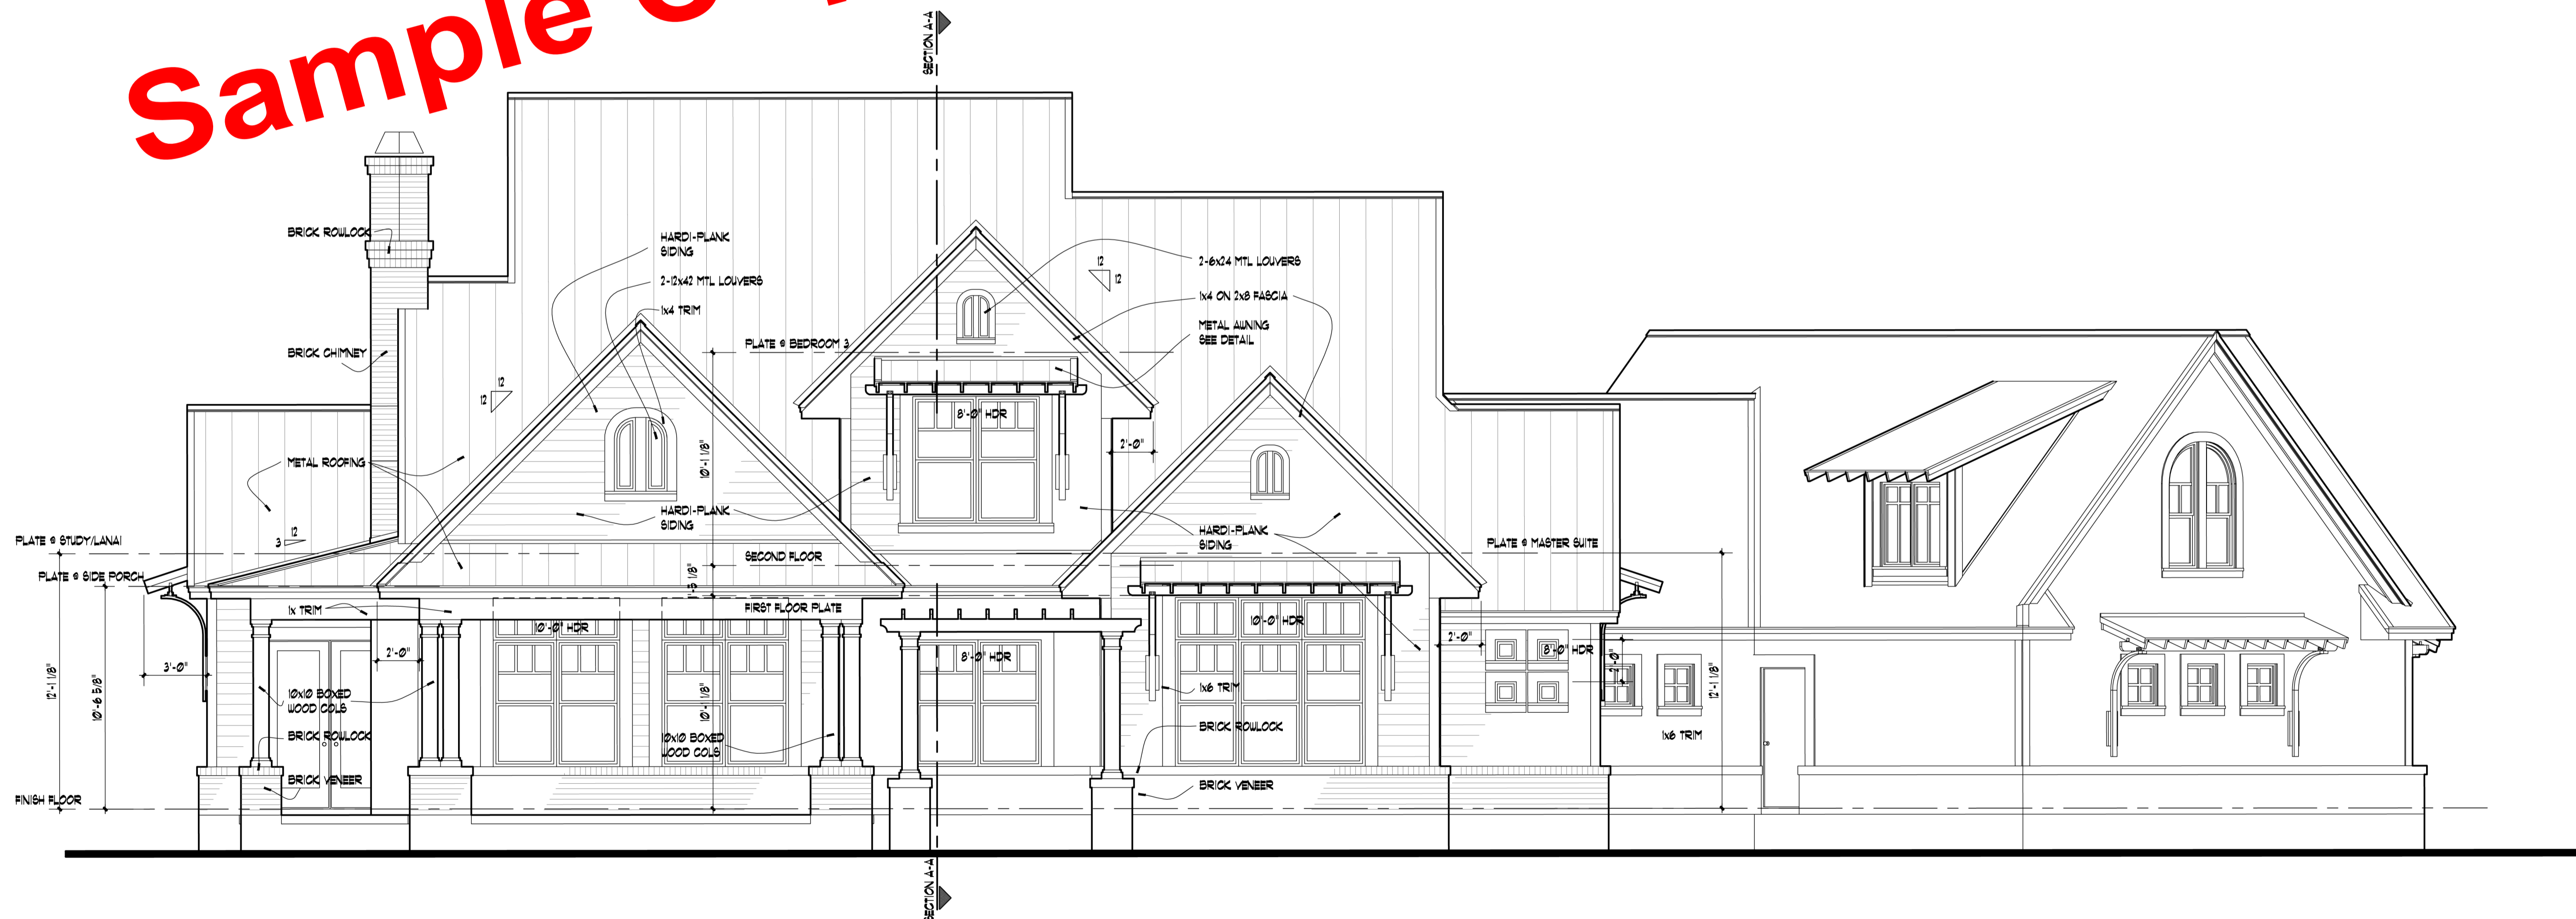 Sample
SECTION A-A
BRICK ROWLOCK
HARDI-PLANK
SIDING
2-12x42 MTL LOUVERS
1x4 TRIM
12
12
2-6x24 MTL LOUVERS
1x4 ON 2x8 FASCIA
METAL AWNING
SEE DETAIL
BRICK CHIMNEY
PLATE @ BEDROOM 3
12
12
8'-0" HDR
2'-0"
10'-1 1/8"
METAL ROOFING
HARDI-PLANK
SIDING
HARDI-PLANK
SIDING
12
3
PLATE @ STUDY/LANAI
SECOND FLOOR
PLATE @ MASTER SUITE
PLATE @ SIDE PORCH
1'-5 1/8"
1x TRIM
FIRST FLOOR PLATE
10'-0" HDR
10'-0" HDR
2'-0"
8'-0" HDR
2'-0"
8'-0" HDR
2'-0"
3'-0"
12'-1 1/8"
10'-6 5/8"
10x10 BOXED
WOOD COLS
10'-1 1/8"
1x6 TRIM
12'-1 1/8"
BRICK ROWLOCK
10x10 BOXED
WOOD COLS
BRICK ROWLOCK
1x6 TRIM
BRICK VENEER
BRICK VENEER
FINISH FLOOR
SECTION A-A